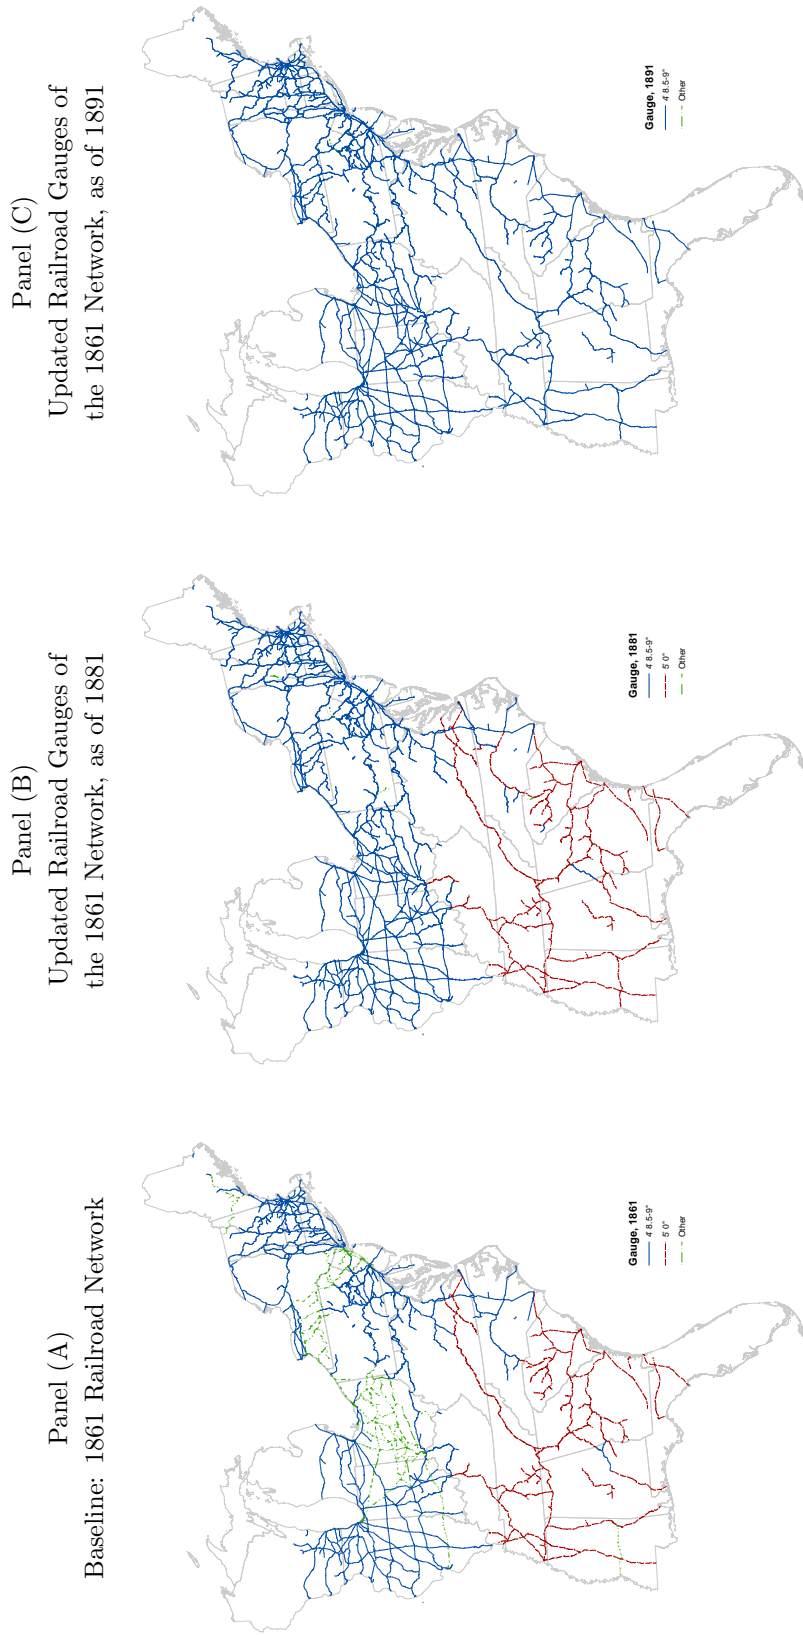 Panel (A)
Baseline: 1861 Railroad Network
Gauge, 1861
4' 8.5-9"
5' 0"
Other
Panel (B)
Updated Railroad Gauges of
the 1861 Network, as of 1881
Gauge, 1881
4' 8.5-9"
5' 0"
Other
Panel (C)
Updated Railroad Gauges of
the 1861 Network, as of 1891
Gauge, 1891
4' 8.5-9"
Other